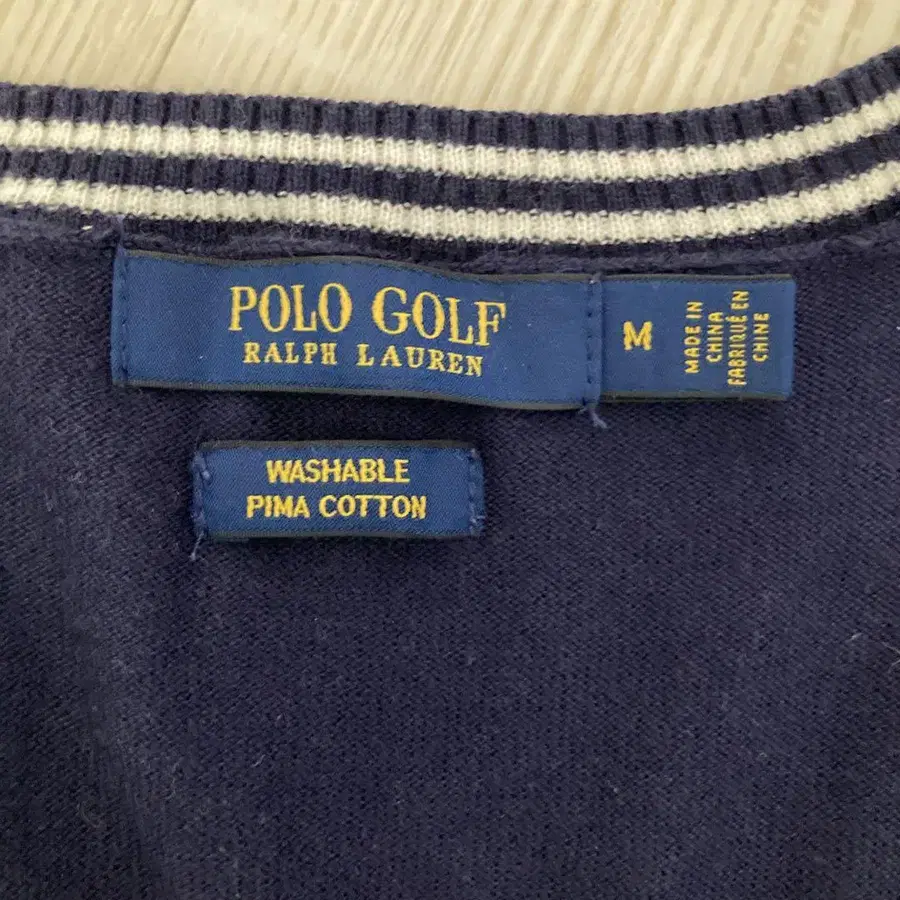 POLO GOLF
RALPH LAUREN
M
MADE IN
CHINA
FABRIQUÉ EN
CHINE
WASHABLE
PIMA COTTON